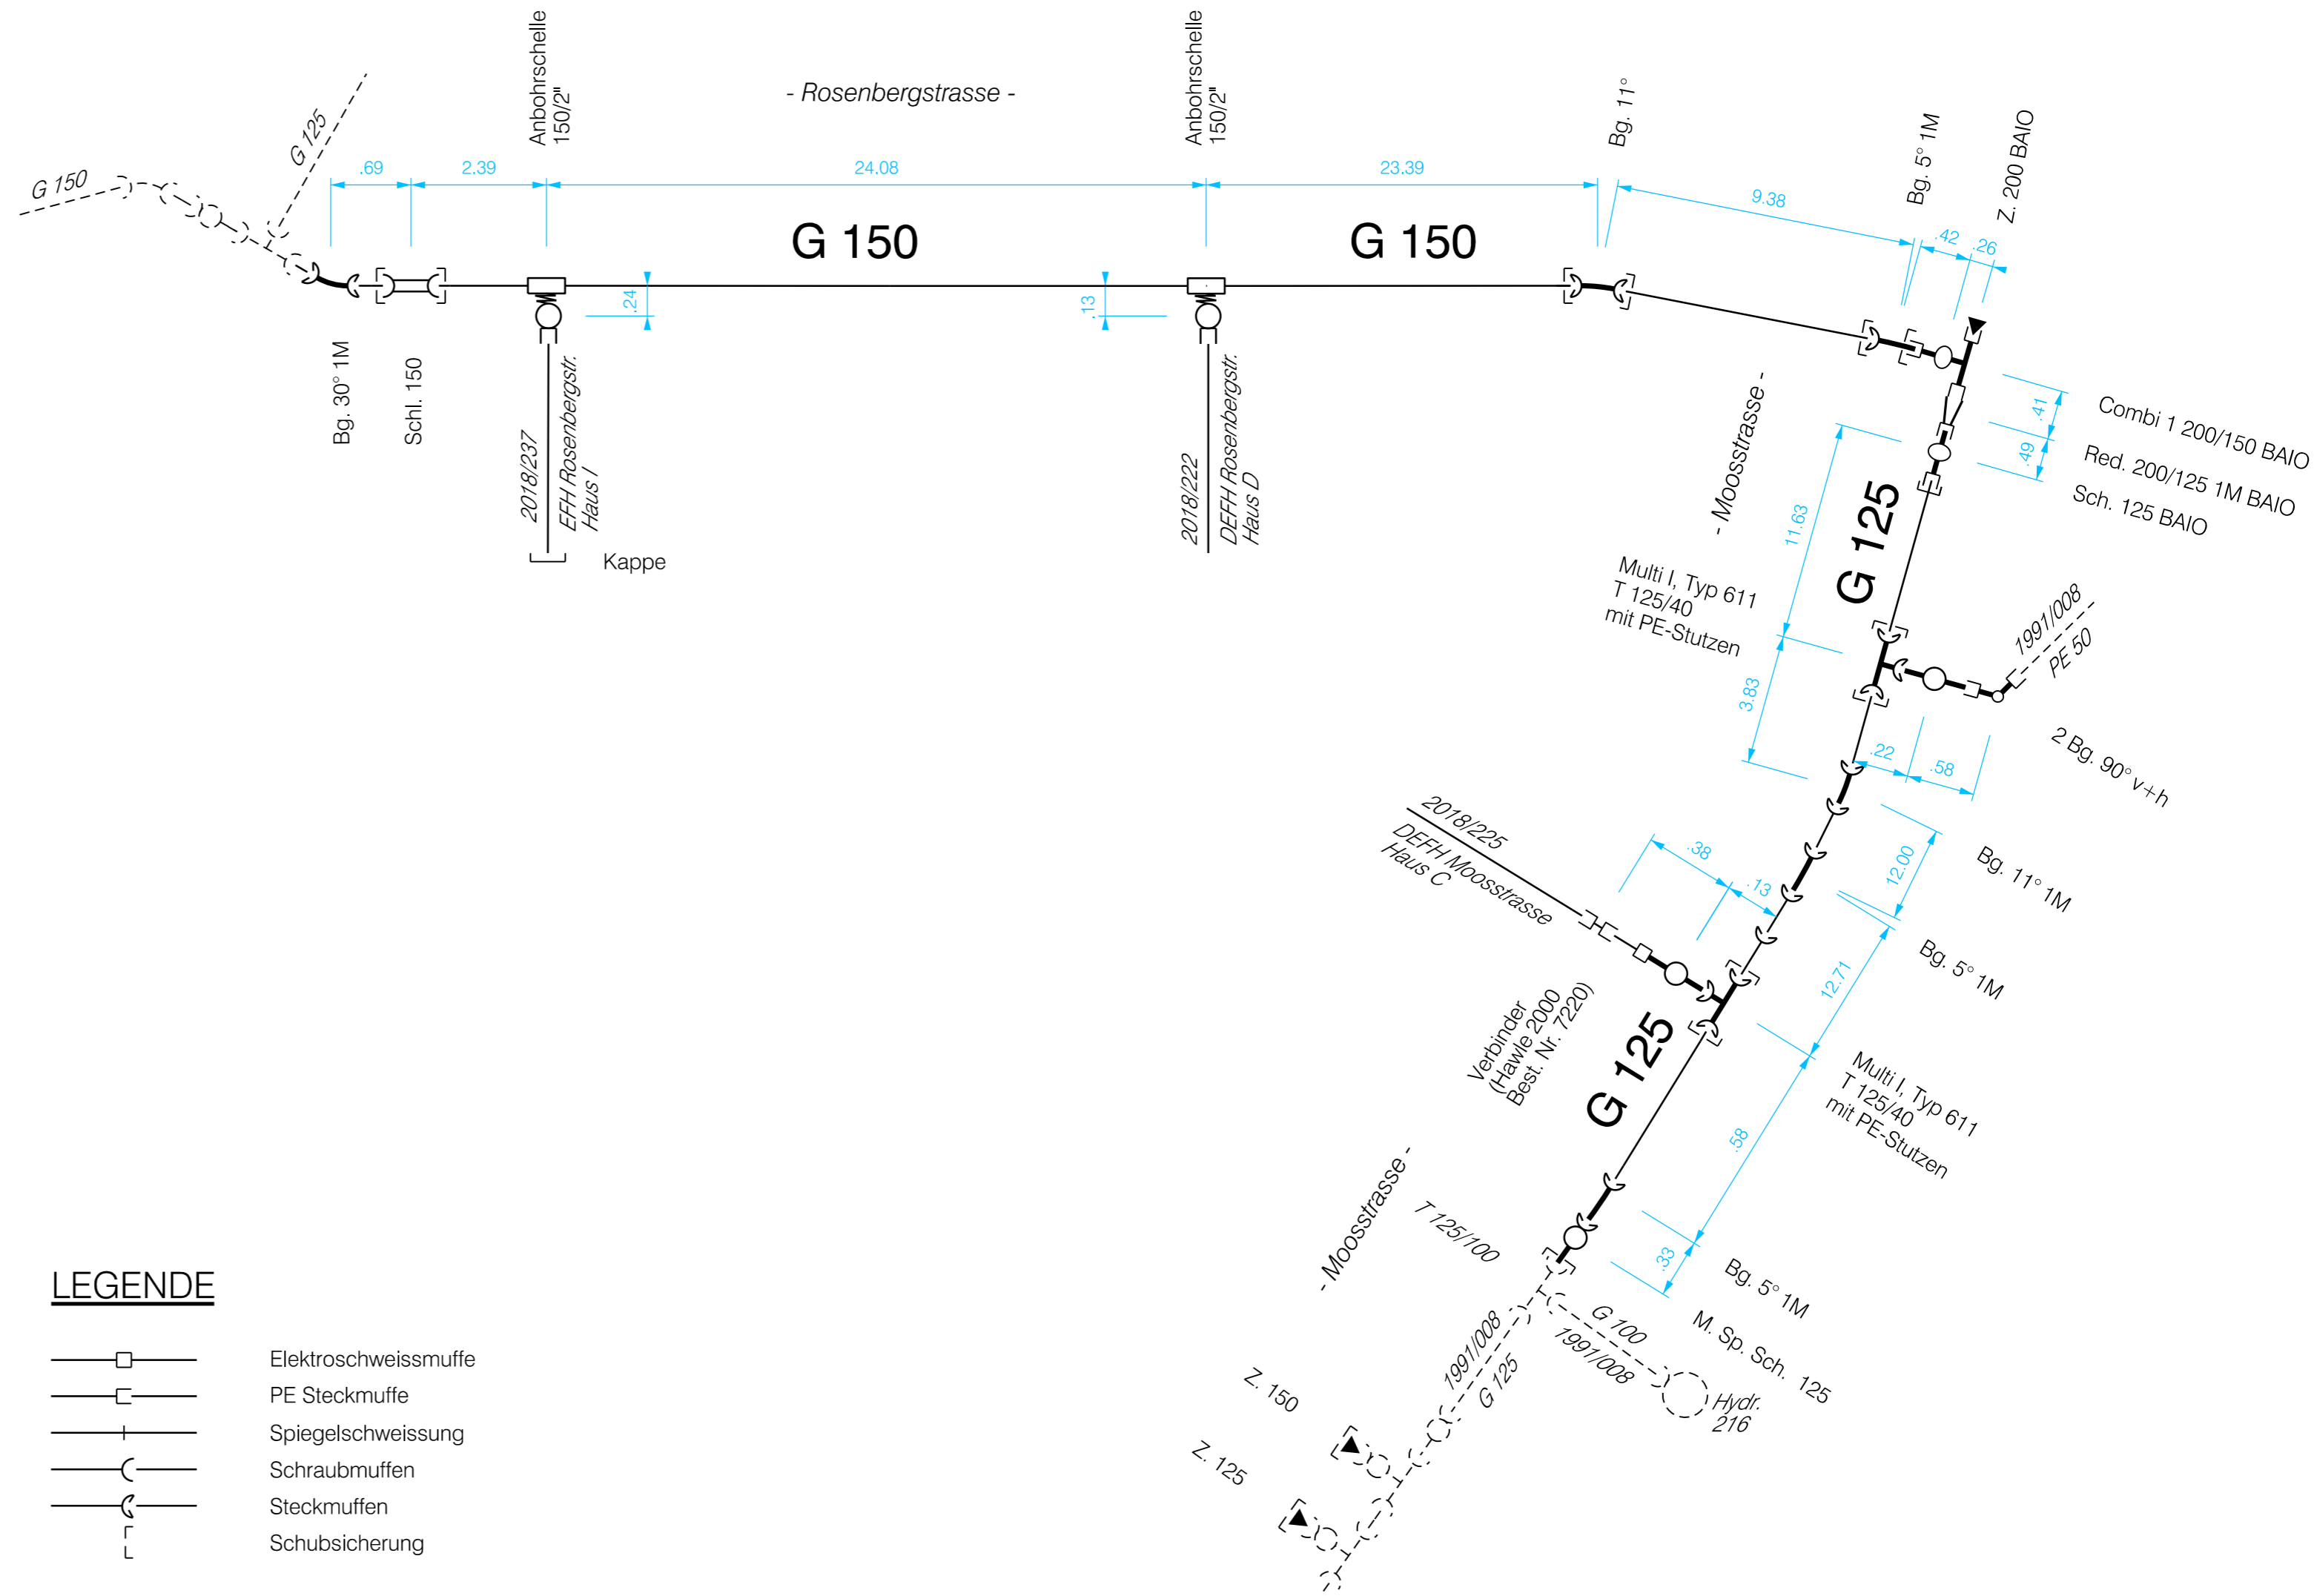 Anbohrschelle
150/2"
- Rosenbergstrasse -
Anbohrschelle
150/2"
Bg. 11°
Bg. 5° 1M
Z. 200 BAIO
G 125
G 150
.69
2.39
24.08
23.39
9.38
.42
.26
G 150
G 150
.24
.13
Bg. 30° 1M
Schl. 150
2018/237
EFH Rosenbergstr.
Haus I
Kappe
2018/222
DEFH Rosenbergstr.
Haus D
- Moosstrasse -
.41
.49
Combi 1 200/150 BAIO
Red. 200/125 1M BAIO
Sch. 125 BAIO
11.63
G 125
Multi I, Typ 611
T 125/40
mit PE-Stutzen
1991/008
PE 50
3.83
.22
.58
2 Bg. 90° v+h
2018/225
DEFH Moosstrasse
Haus C
.38
.13
12.00
Bg. 11° 1M
Bg. 5° 1M
12.71
Verbinder
(Hawle 2000
Best. Nr. 7220)
G 125
Multi I, Typ 611
T 125/40
mit PE-Stutzen
.58
- Moosstrasse -
T 125/100
.33
Bg. 5° 1M
M. Sp. Sch. 125
G 100
1991/008
1991/008
G 125
Hydr.
216
Z. 150
Z. 125
LEGENDE
Elektroschweissmuffe
PE Steckmuffe
Spiegelschweissung
Schraubmuffen
Steckmuffen
Schubsicherung